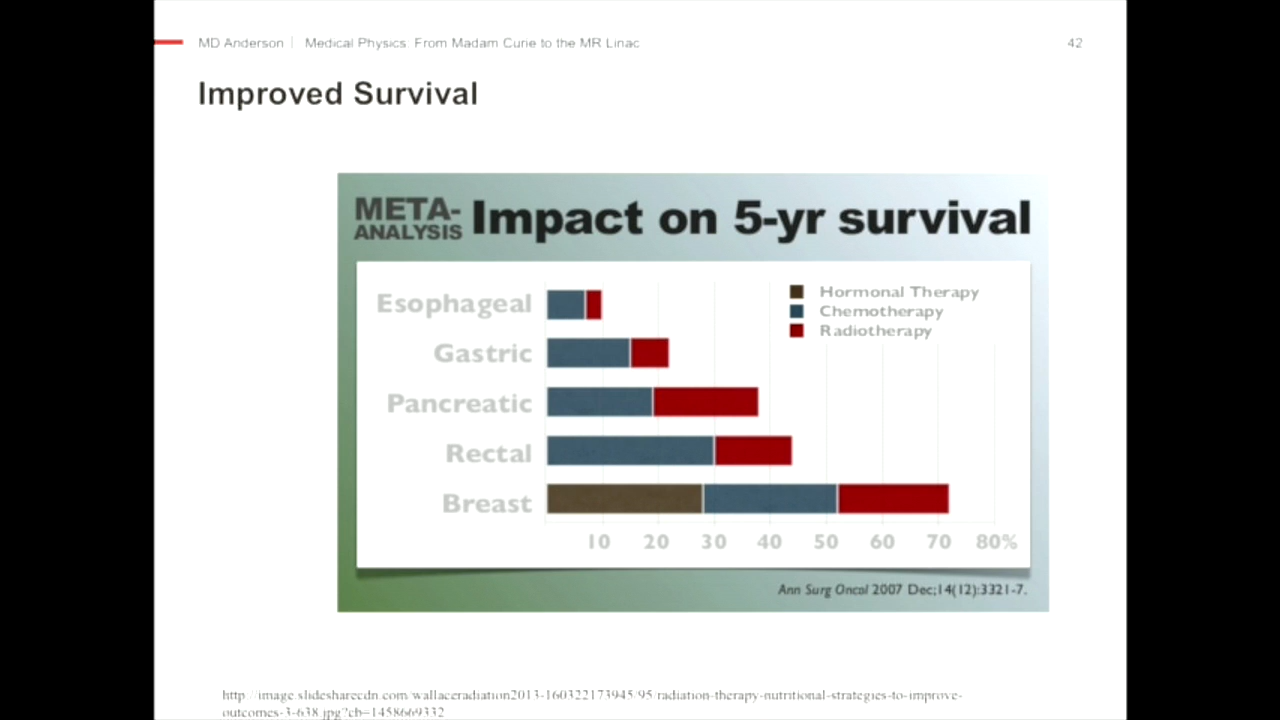 MD Anderson | Medical Physics: From Madam Curie to the MR Linac
42
Improved Survival
META-
ANALYSIS
Impact on 5-yr survival
Hormonal Therapy
Chemotherapy
Radiotherapy
Esophageal
Gastric
Pancreatic
Rectal
Breast
10 20 30 40 50 60 70 80%
Ann Surg Oncol 2007 Dec;14(12):3321-7.
http://image.slidesharecdn.com/wallaceradiation2013-160322173945/95/radiation-therapy-nutritional-strategies-to-improve-
outcomes-3-638.jpg?cb=1458669332